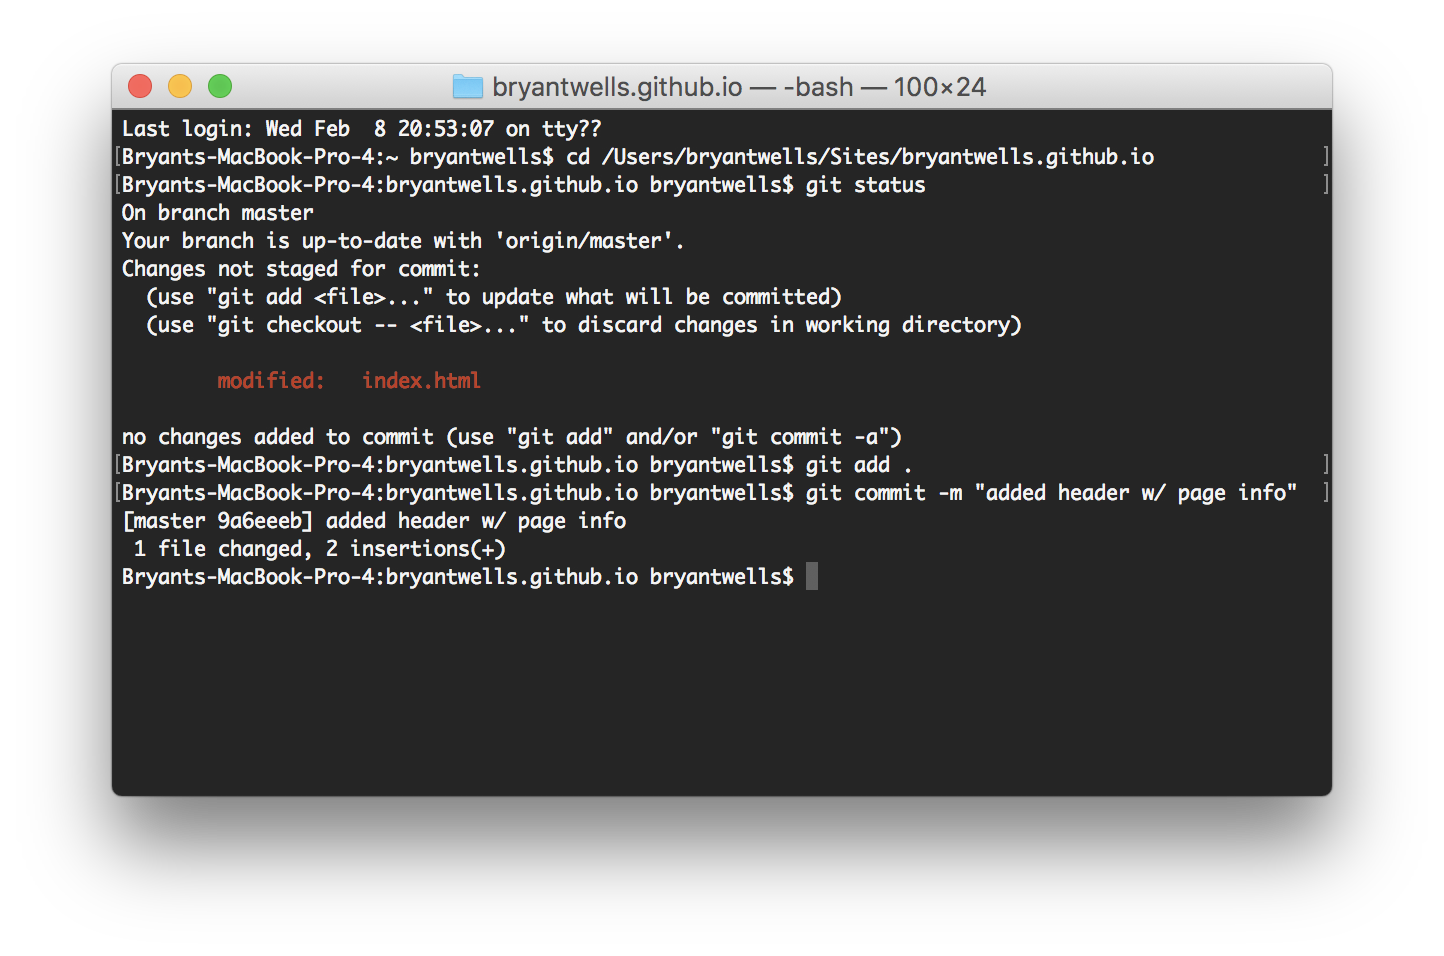 bryantwells.github.io — -bash — 100×24
Last login: Wed Feb  8 20:53:07 on tty??
[Bryants-MacBook-Pro-4:~ bryantwells$ cd /Users/bryantwells/Sites/bryantwells.github.io ]
[Bryants-MacBook-Pro-4:bryantwells.github.io bryantwells$ git status ]
On branch master
Your branch is up-to-date with 'origin/master'.
Changes not staged for commit:
  (use "git add <file>..." to update what will be committed)
  (use "git checkout -- <file>..." to discard changes in working directory)
        modified:   index.html
no changes added to commit (use "git add" and/or "git commit -a")
[Bryants-MacBook-Pro-4:bryantwells.github.io bryantwells$ git add . ]
[Bryants-MacBook-Pro-4:bryantwells.github.io bryantwells$ git commit -m "added header w/ page info" ]
[master 9a6eeeb] added header w/ page info
 1 file changed, 2 insertions(+)
Bryants-MacBook-Pro-4:bryantwells.github.io bryantwells$